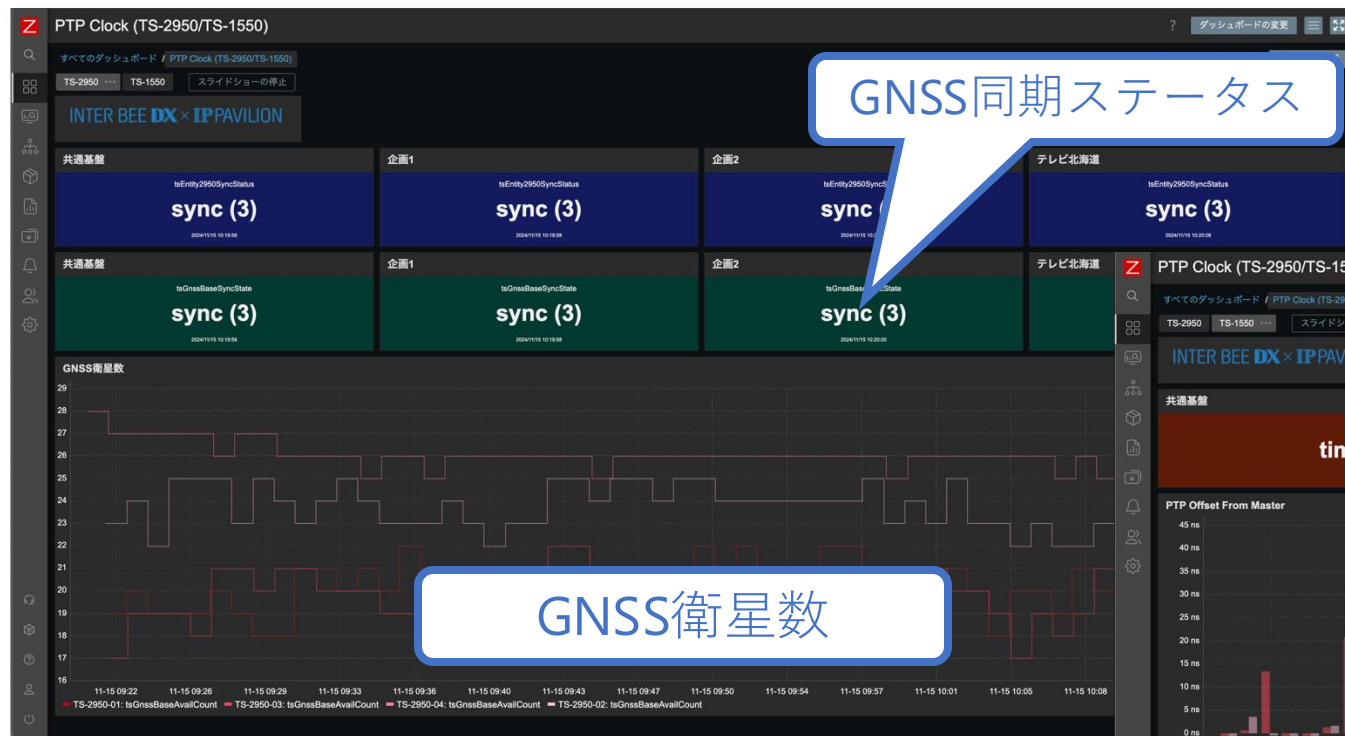 PTP Clock (TS-2950/TS-1550)
? ダッシュボードの変更
すべてのダッシュボード / PTP Clock (TS-2950/TS-1550)
TS-2950 ••• TS-1550 スライドショーの停止
INTER BEE DX × IP PAVILION
GNSS同期ステータス
共通基盤 企画1 企画2 テレビ北海道
tsEntity2950SyncStatus tsEntity2950SyncStatus tsEntity2950SyncS tsEntity2950SyncStatus
sync (3) sync (3) sync sync (3)
2024/11/15 10:19:56 2024/11/15 10:19:58 2024/11/15 10:20:08
共通基盤 企画1 企画2 テレビ北海道
tsGnssBaseSyncState tsGnssBaseSyncState tsGnssBas State
sync (3) sync (3) sync (3)
2024/11/15 10:19:56 2024/11/15 10:19:58 2024/11/15 10:20:00
GNSS衛星数
29
28
27
26
25
24
23
22
21
20
19
18
17
16
GNSS衛星数
11-15 09:22 11-15 09:26 11-15 09:29 11-15 09:33 11-15 09:36 11-15 09:40 11-15 09:43 11-15 09:47 11-15 09:50 11-15 09:54 11-15 09:57 11-15 10:01 11-15 10:05 11-15 10:08
TS-2950-01: tsGnssBaseAvailCount TS-2950-03: tsGnssBaseAvailCount TS-2950-04: tsGnssBaseAvailCount TS-2950-02: tsGnssBaseAvailCount
PTP Clock (TS-2950/TS-15
すべてのダッシュボード / PTP Clock (TS-29
TS-2950 TS-1550 ••• スライドシ
INTER BEE DX × IP PAV
共通基盤
tin
PTP Offset From Master
45 ns
40 ns
35 ns
30 ns
25 ns
20 ns
15 ns
10 ns
5 ns
0 ns